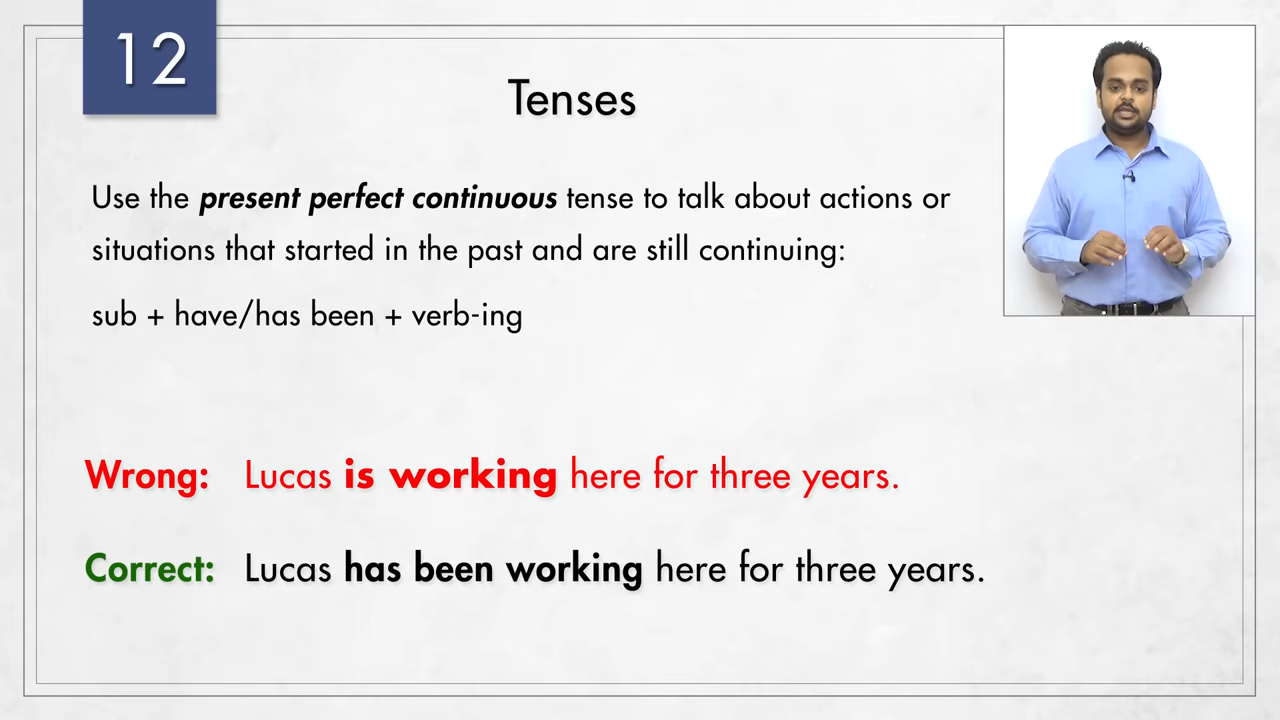 12
Tenses
Use the present perfect continuous tense to talk about actions or
situations that started in the past and are still continuing:
sub + have/has been + verb-ing
Wrong: Lucas is working here for three years.
Correct: Lucas has been working here for three years.